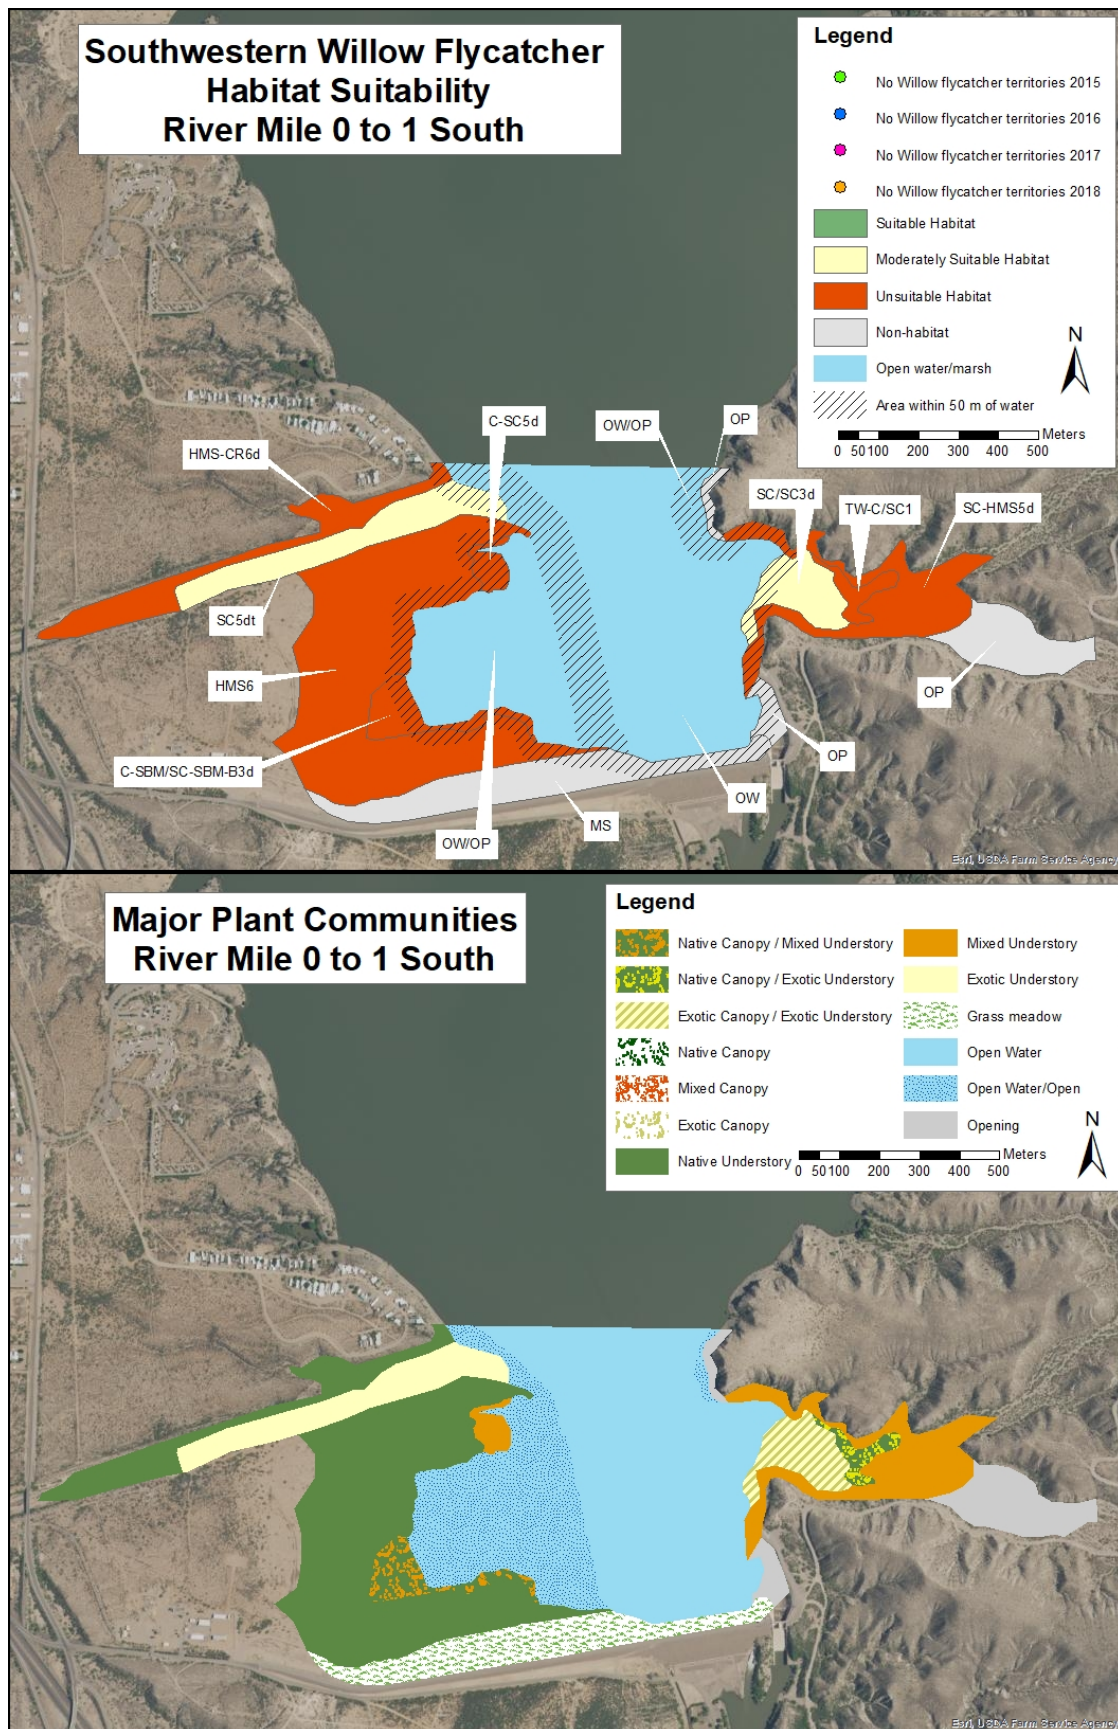 Southwestern Willow Flycatcher
Habitat Suitability
River Mile 0 to 1 South
Legend
No Willow flycatcher territories 2015
No Willow flycatcher territories 2016
No Willow flycatcher territories 2017
No Willow flycatcher territories 2018
Suitable Habitat
Moderately Suitable Habitat
Unsuitable Habitat
Non-habitat
Open water/marsh
Area within 50 m of water
N
Meters
0 50 100 200 300 400 500
C-SC5d
OW/OP
OP
HMS-CR6d
SC/SC3d
TW-C/SC1
SC-HMS5d
SC5dt
HMS6
OP
C-SBM/SC-SBM-B3d
OP
OW
MS
OW/OP
Esri, USDA Farm Service Agency
Major Plant Communities
River Mile 0 to 1 South
Legend
Native Canopy / Mixed Understory
Native Canopy / Exotic Understory
Exotic Canopy / Exotic Understory
Native Canopy
Mixed Canopy
Exotic Canopy
Native Understory
Mixed Understory
Exotic Understory
Grass meadow
Open Water
Open Water/Open
Opening
N
Meters
0 50 100 200 300 400 500
Esri, USDA Farm Service Agency